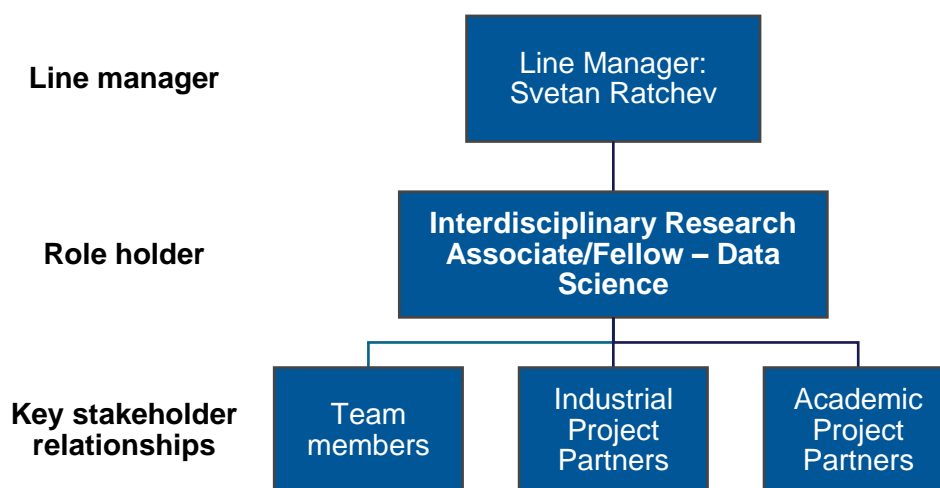 Line manager
Line Manager:
Svetan Ratchev
Role holder
Interdisciplinary Research
Associate/Fellow – Data
Science
Key stakeholder
relationships
Team
members
Industrial
Project
Partners
Academic
Project
Partners